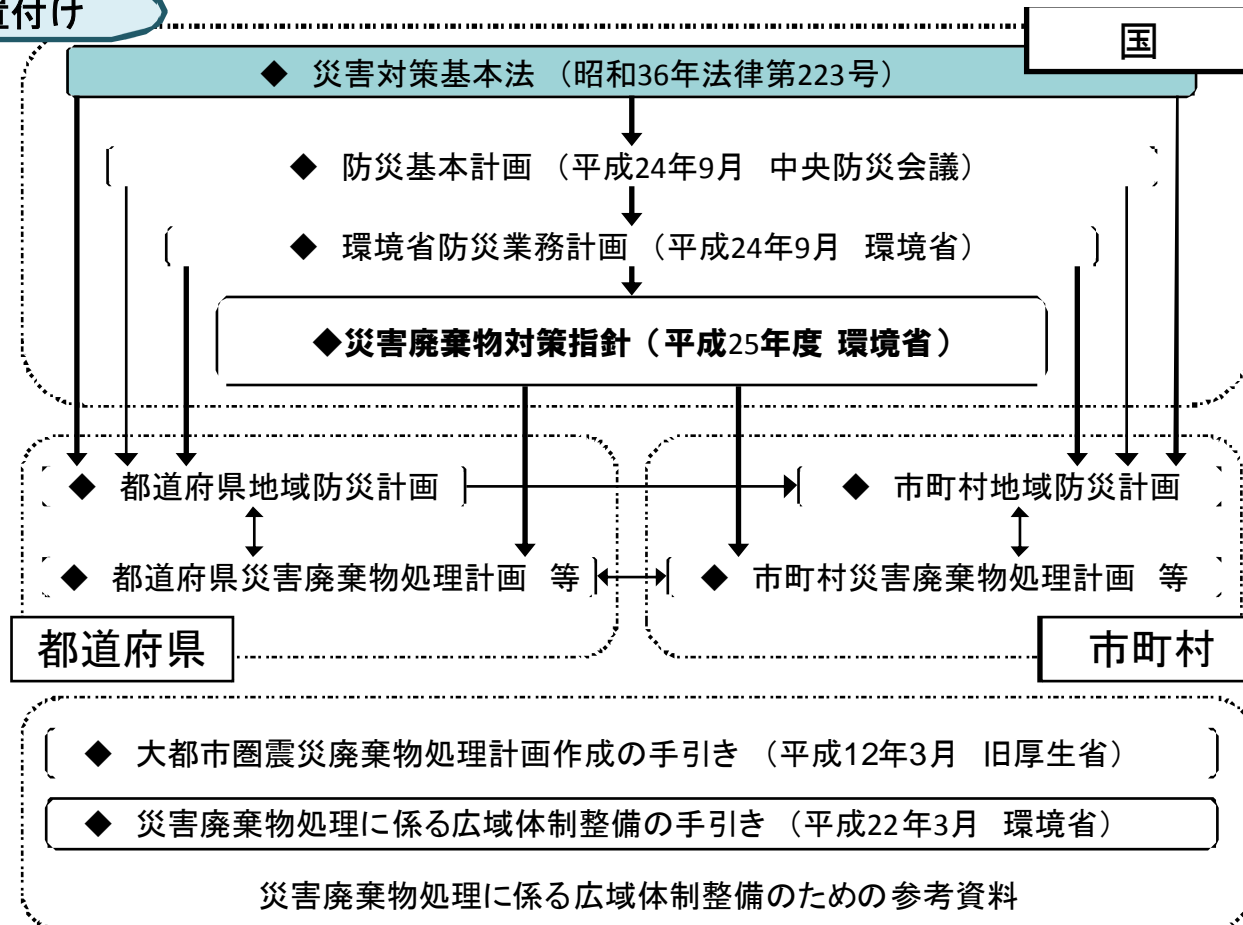 置付け
国
◆ 災害対策基本法 （昭和36年法律第223号）
◆ 防災基本計画 （平成24年9月 中央防災会議）
◆ 環境省防災業務計画 （平成24年9月 環境省）
◆災害廃棄物対策指針（平成25年度 環境省）
◆ 都道府県地域防災計画
◆ 市町村地域防災計画
◆ 都道府県災害廃棄物処理計画 等
◆ 市町村災害廃棄物処理計画 等
都道府県
市町村
◆ 大都市圏震災廃棄物処理計画作成の手引き （平成12年3月 旧厚生省）
◆ 災害廃棄物処理に係る広域体制整備の手引き （平成22年3月 環境省）
災害廃棄物処理に係る広域体制整備のための参考資料